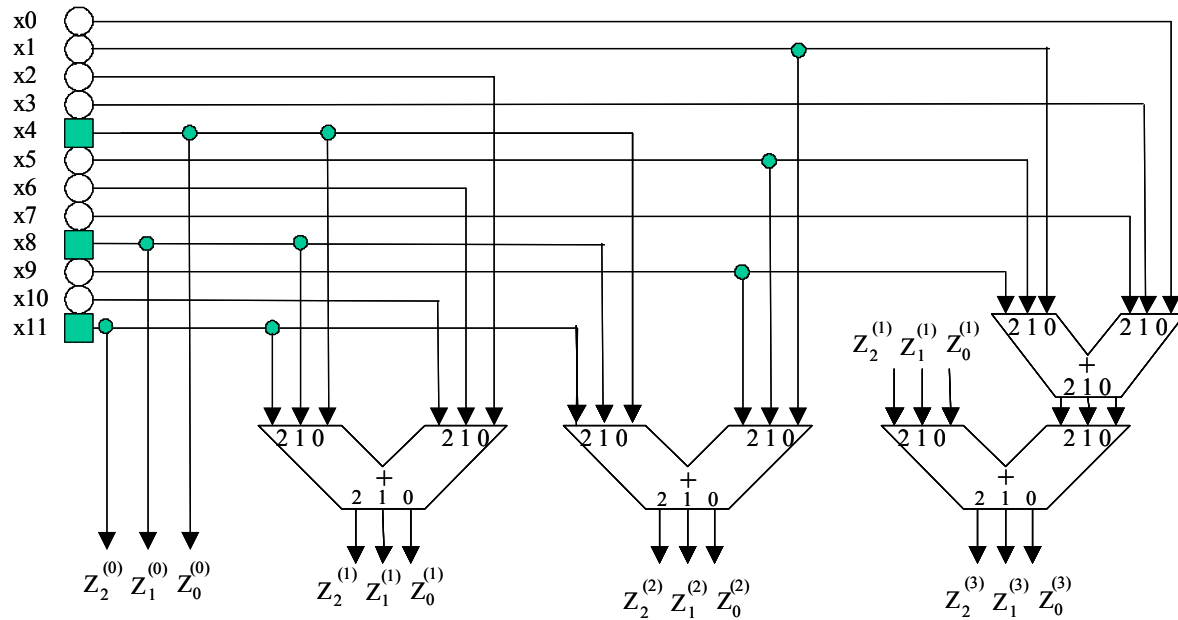 x0
x1
x2
x3
x4
x5
x6
x7
x8
x9
x10
x11
2 1 0
2 1 0
Z₂⁽¹⁾ Z₁⁽¹⁾ Z₀⁽¹⁾
+
2 1 0
2 1 0
2 1 0
2 1 0
2 1 0
2 1 0
2 1 0
+
+
+
2 1 0
2 1 0
2 1 0
Z₂⁽⁰⁾ Z₁⁽⁰⁾ Z₀⁽⁰⁾
Z₂⁽¹⁾ Z₁⁽¹⁾ Z₀⁽¹⁾
Z₂⁽²⁾ Z₁⁽²⁾ Z₀⁽²⁾
Z₂⁽³⁾ Z₁⁽³⁾ Z₀⁽³⁾